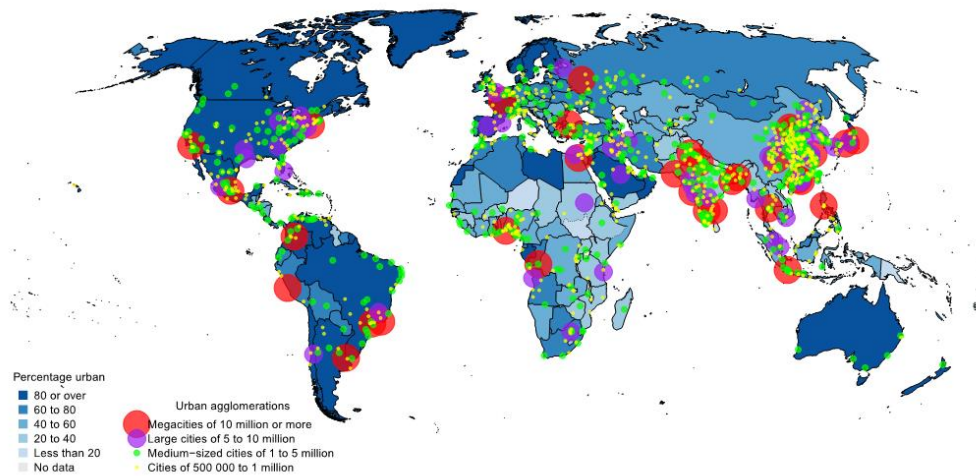 Percentage urban
80 or over
60 to 80
40 to 60
20 to 40
Less than 20
No data
Urban agglomerations
Megacities of 10 million or more
Large cities of 5 to 10 million
Medium−sized cities of 1 to 5 million
Cities of 500 000 to 1 million